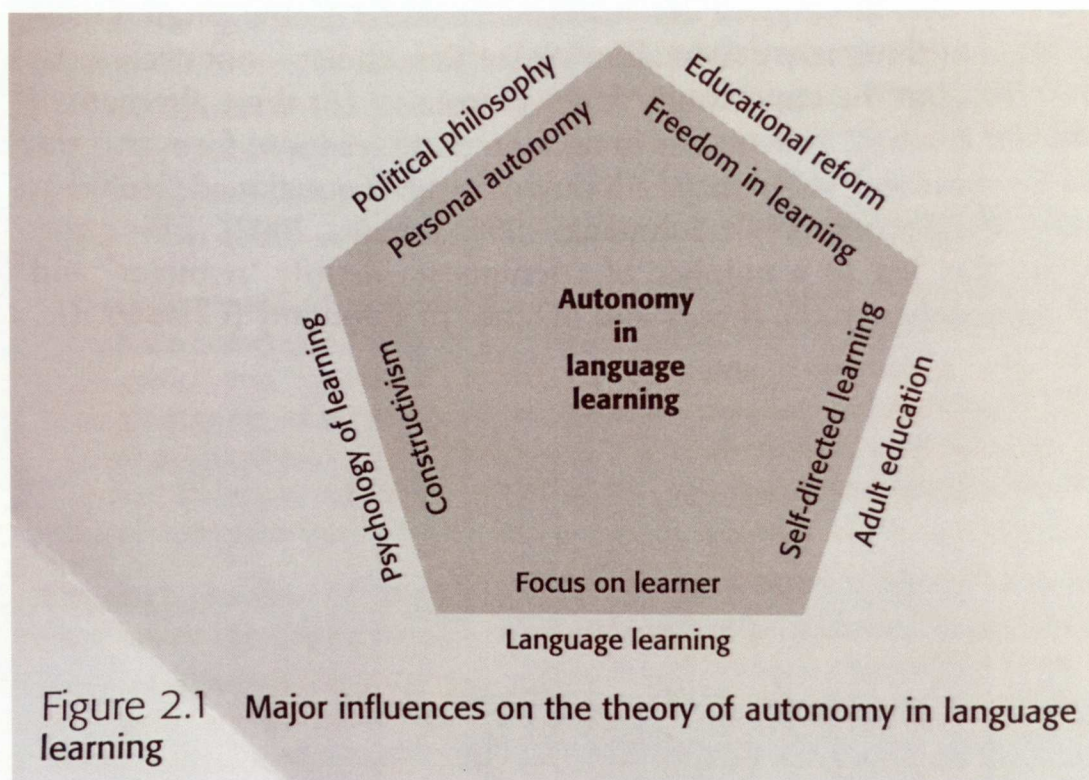 Political philosophy
Personal autonomy
Educational reform
Freedom in learning
Psychology of learning
Constructivism
Autonomy
in
language
learning
Self-directed learning
Adult education
Focus on learner
Language learning
Figure 2.1 Major influences on the theory of autonomy in language
learning